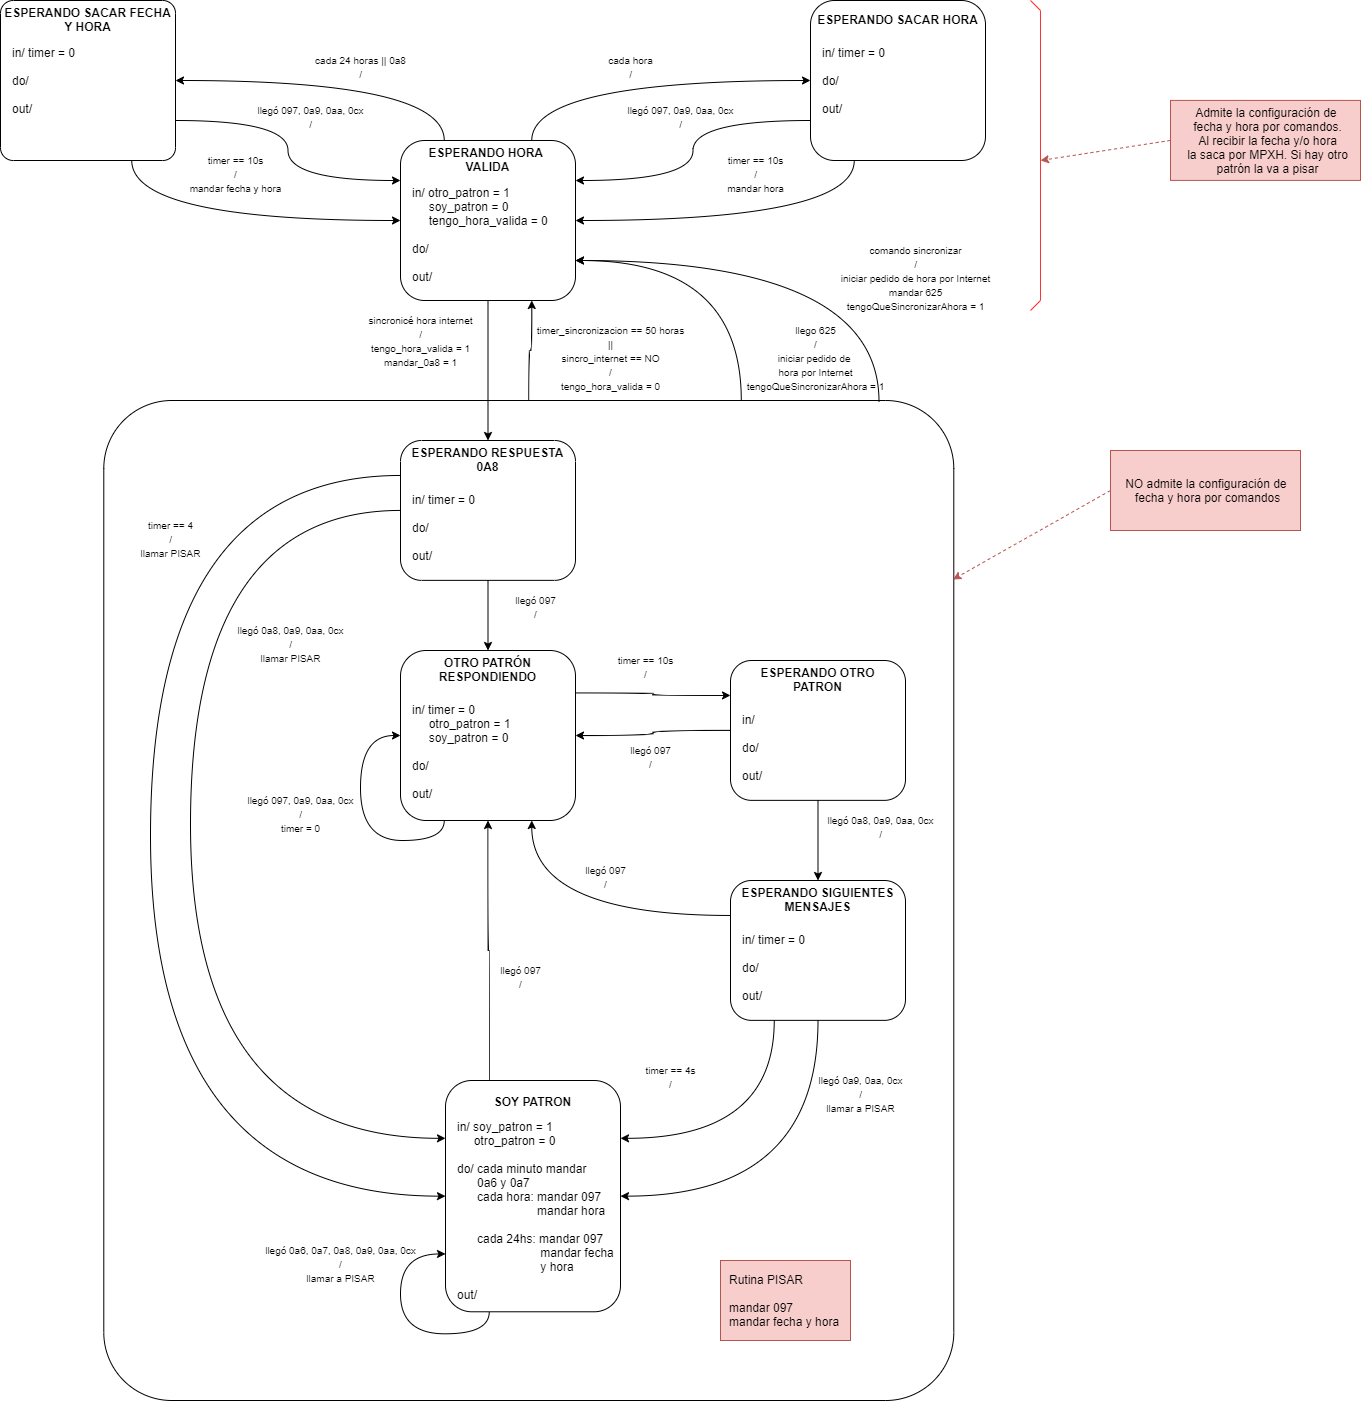 ESPERANDO SACAR FECHA
Y HORA
in/ timer = 0
do/
out/
cada 24 horas || 0a8
/
llegó 097, 0a9, 0aa, 0cx
/
timer == 10s
/
mandar fecha y hora
ESPERANDO HORA
VALIDA
in/ otro_patron = 1
soy_patron = 0
tengo_hora_valida = 0
do/
out/
cada hora
/
llegó 097, 0a9, 0aa, 0cx
/
timer == 10s
/
mandar hora
ESPERANDO SACAR HORA
in/ timer = 0
do/
out/
Admite la configuración de
fecha y hora por comandos.
Al recibir la fecha y/o hora
la saca por MPXH. Si hay otro
patrón la va a pisar
comando sincronizar
/
iniciar pedido de hora por Internet
mandar 625
tengoQueSincronizarAhora = 1
sincronicé hora internet
/
tengo_hora_valida = 1
mandar_0a8 = 1
timer_sincronizacion == 50 horas
||
sincro_internet == NO
/
tengo_hora_valida = 0
llego 625
/
iniciar pedido de
hora por Internet
tengoQueSincronizarAhora = 1
ESPERANDO RESPUESTA
0A8
in/ timer = 0
do/
out/
NO admite la configuración de
fecha y hora por comandos
timer == 4
/
llamar PISAR
llegó 0a8, 0a9, 0aa, 0cx
/
llamar PISAR
llegó 097
/
OTRO PATRÓN
RESPONDIENDO
in/ timer = 0
otro_patron = 1
soy_patron = 0
do/
out/
timer == 10s
/
llegó 097
/
ESPERANDO OTRO
PATRON
in/
do/
out/
llegó 097, 0a9, 0aa, 0cx
/
timer = 0
llegó 0a8, 0a9, 0aa, 0cx
/
llegó 097
/
ESPERANDO SIGUIENTES
MENSAJES
in/ timer = 0
do/
out/
llegó 097
/
timer == 4s
/
llegó 0a9, 0aa, 0cx
/
llamar a PISAR
SOY PATRON
in/ soy_patron = 1
otro_patron = 0
do/ cada minuto mandar
0a6 y 0a7
cada hora: mandar 097
mandar hora
cada 24hs: mandar 097
mandar fecha
y hora
out/
llegó 0a6, 0a7, 0a8, 0a9, 0aa, 0cx
/
llamar a PISAR
Rutina PISAR
mandar 097
mandar fecha y hora